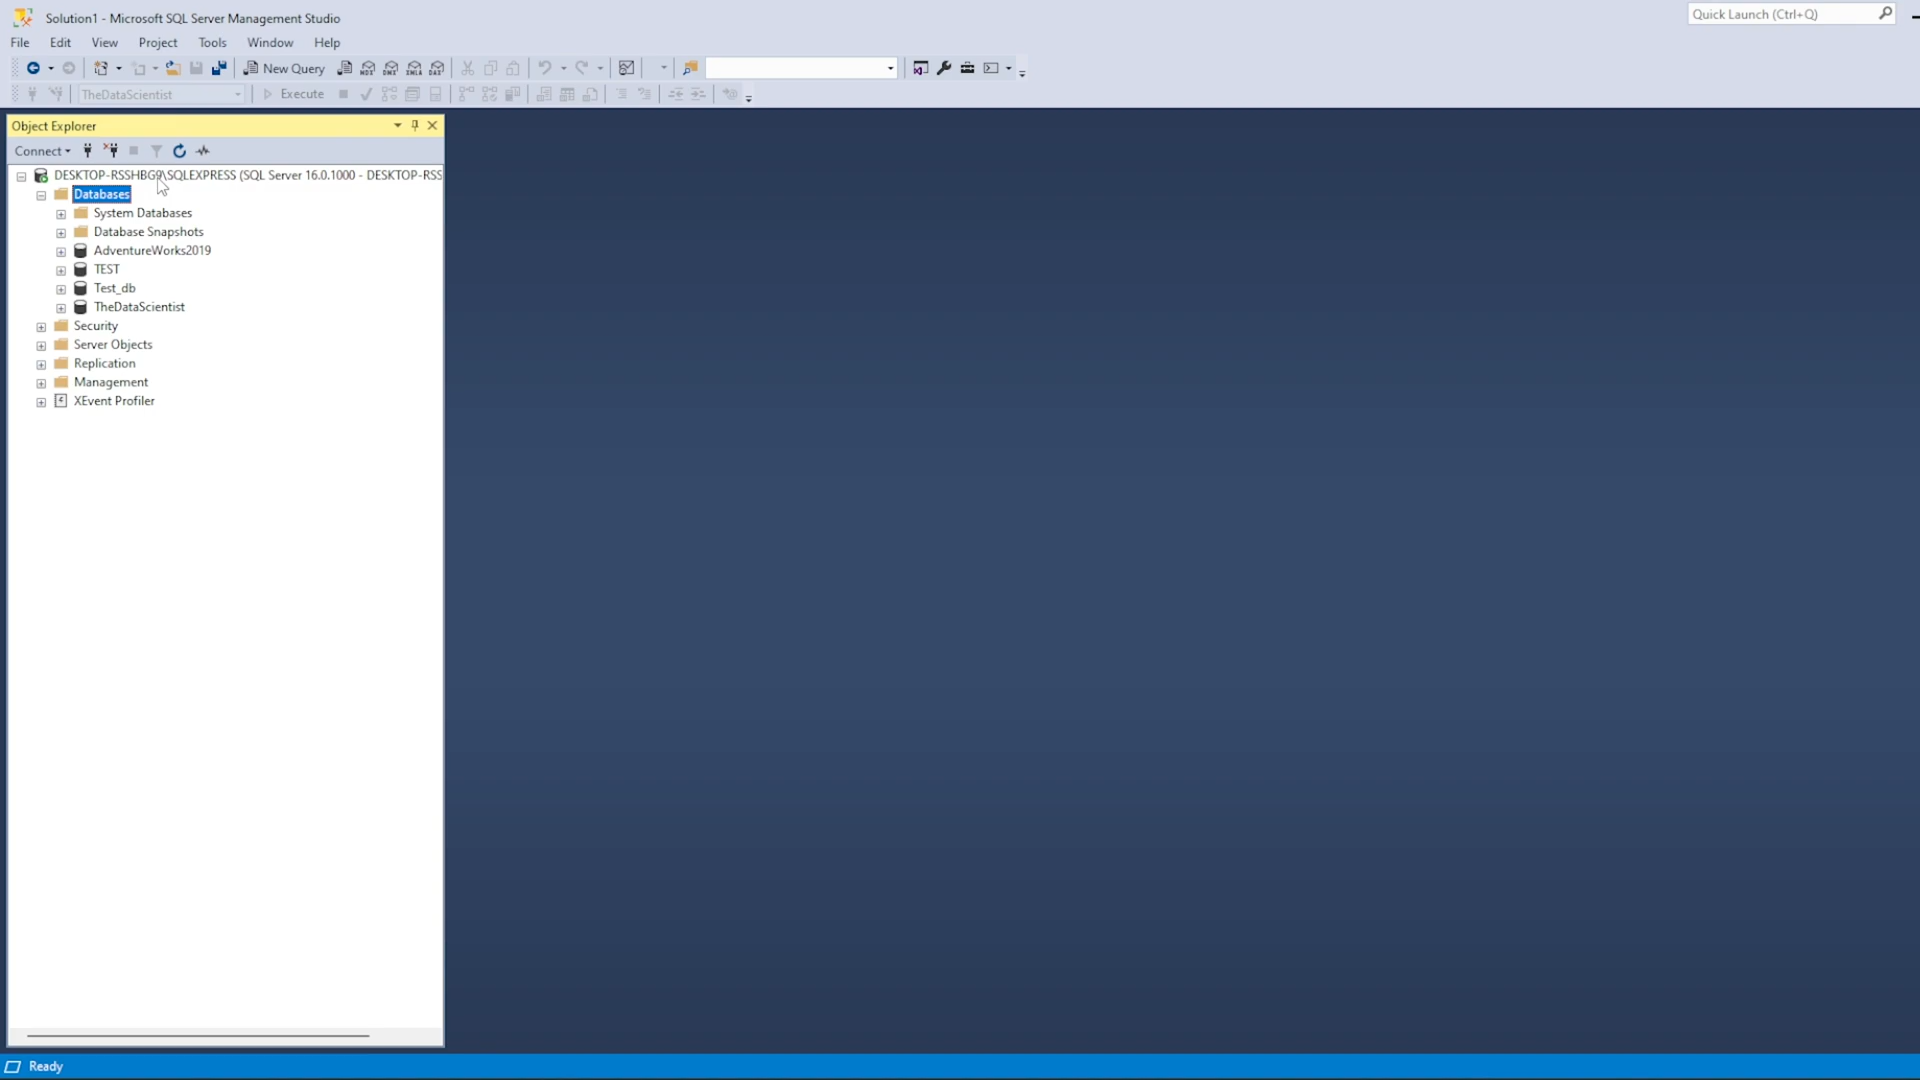 Solution1 - Microsoft SQL Server Management Studio
Quick Launch (Ctrl+Q)
File Edit View Project Tools Window Help
New Query
TheDataScientist Execute
Object Explorer
Connect
DESKTOP-RSSHBG9\SQLEXPRESS (SQL Server 16.0.1000 - DESKTOP-RSS
Databases
System Databases
Database Snapshots
AdventureWorks2019
TEST
Test_db
TheDataScientist
Security
Server Objects
Replication
Management
XEvent Profiler
Ready